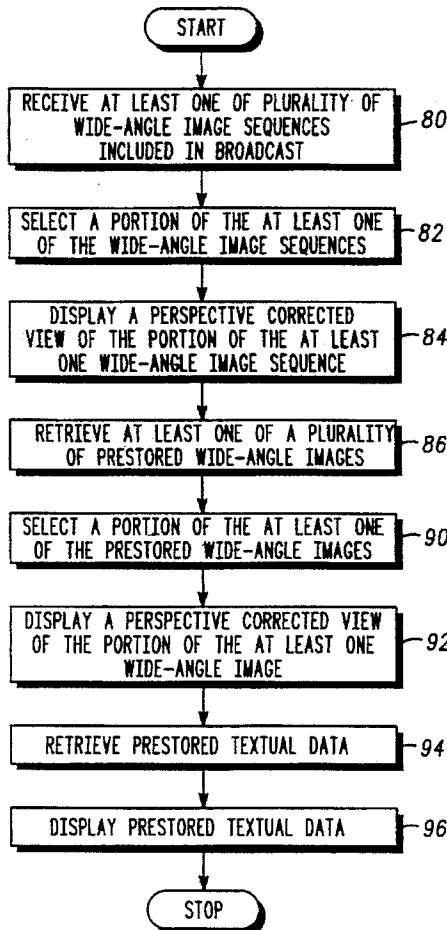 START
RECEIVE AT LEAST ONE OF PLURALITY OF
WIDE-ANGLE IMAGE SEQUENCES
INCLUDED IN BROADCAST
80
SELECT A PORTION OF THE AT LEAST ONE
OF THE WIDE-ANGLE IMAGE SEQUENCES
82
DISPLAY A PERSPECTIVE CORRECTED
VIEW OF THE PORTION OF THE AT LEAST
ONE WIDE-ANGLE IMAGE SEQUENCE
84
RETRIEVE AT LEAST ONE OF A PLURALITY
OF PRESTORED WIDE-ANGLE IMAGES
86
SELECT A PORTION OF THE AT LEAST ONE
OF THE PRESTORED WIDE-ANGLE IMAGES
90
DISPLAY A PERSPECTIVE CORRECTED VIEW
OF THE PORTION OF THE AT LEAST ONE
WIDE-ANGLE IMAGE
92
RETRIEVE PRESTORED TEXTUAL DATA
94
DISPLAY PRESTORED TEXTUAL DATA
96
STOP